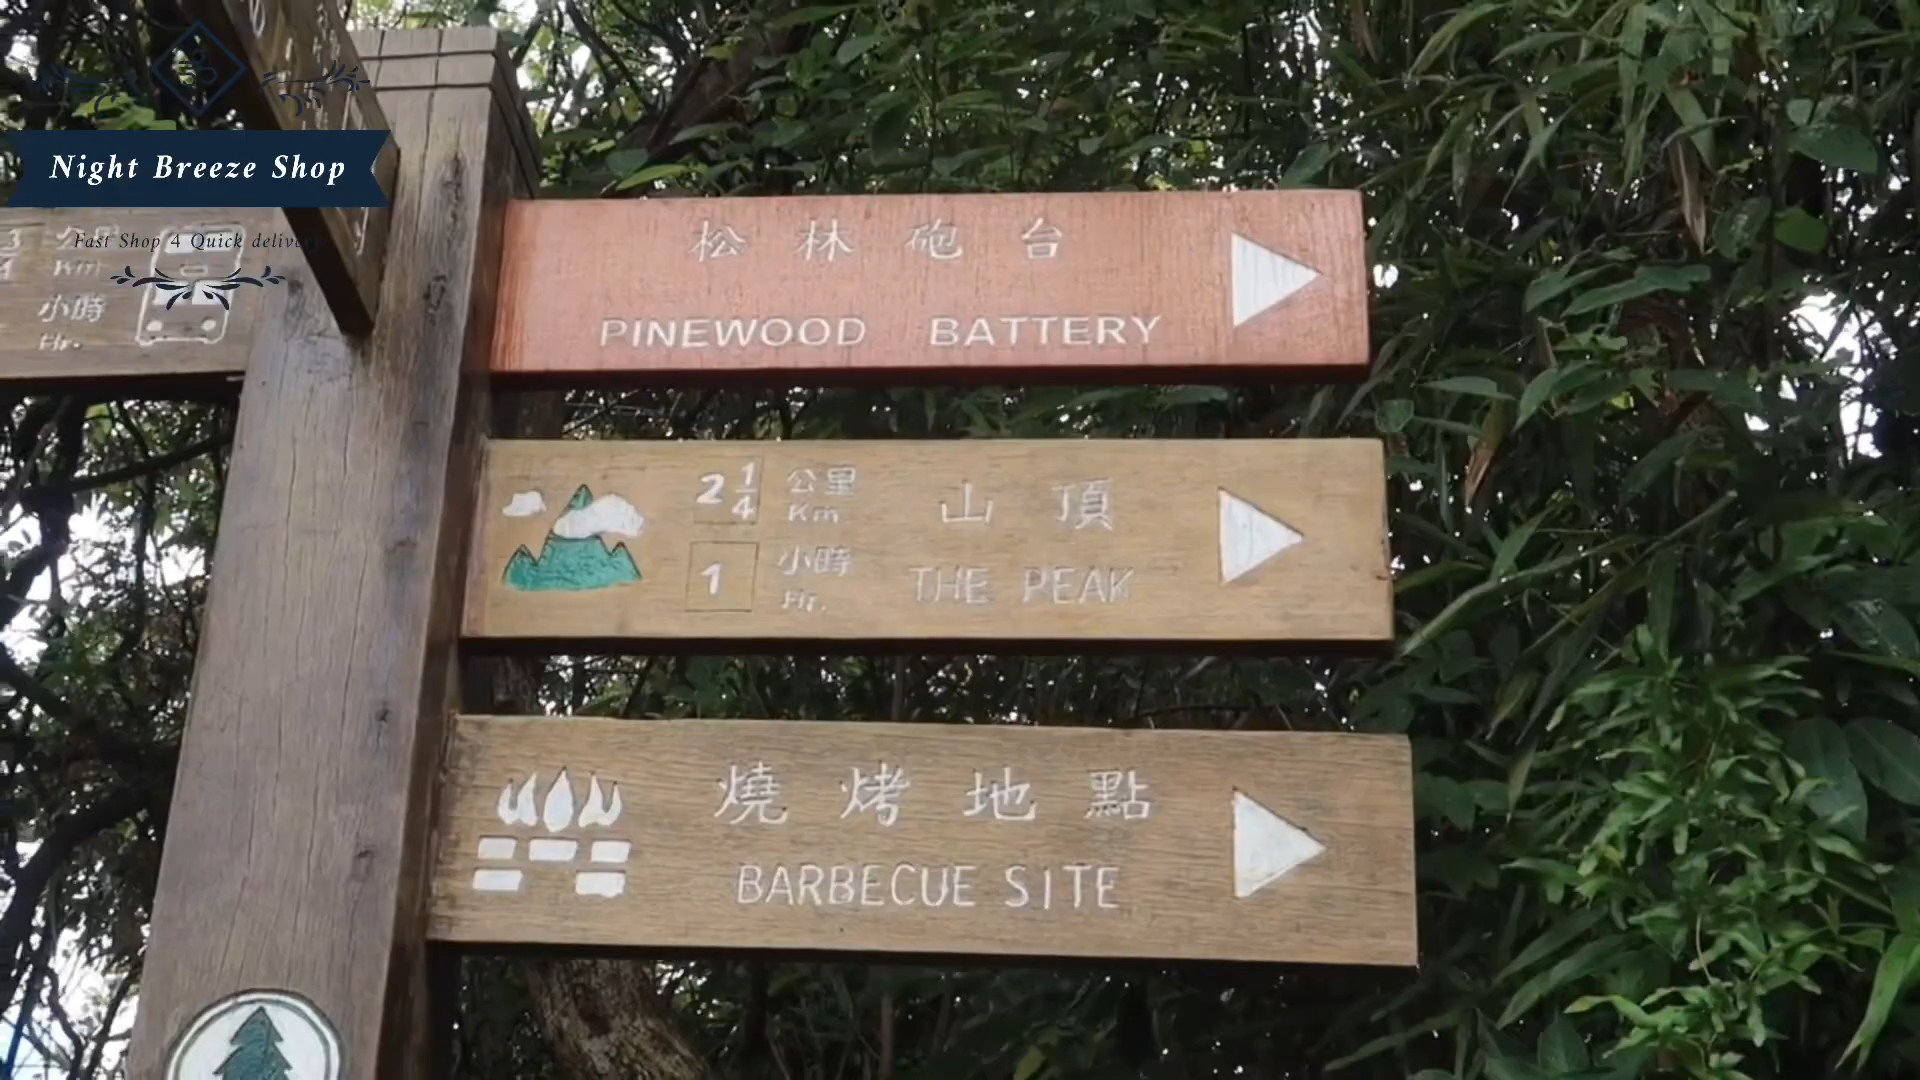 Night Breeze Shop
Fast Shop 4 Quick delivery
小時
Hr.
Km
松林砲台
PINEWOOD BATTERY
2 1/4 公里
Km
山頂
1 小時
Hr.
THE PEAK
燒烤地點
BARBECUE SITE